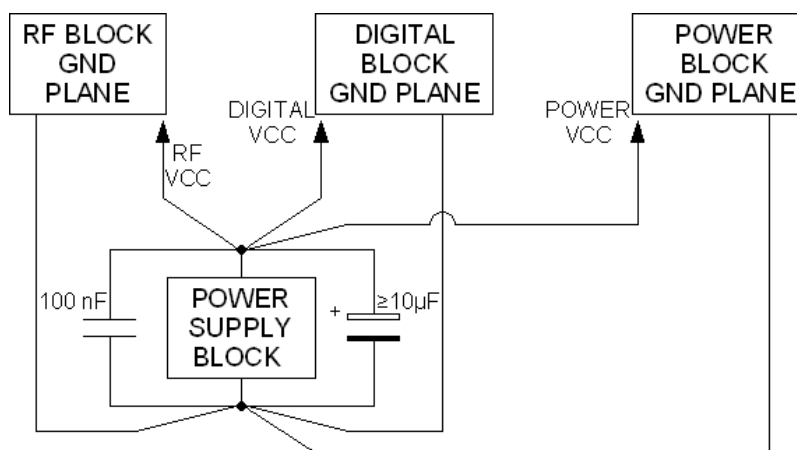 RF BLOCK
GND
PLANE
DIGITAL
BLOCK
GND PLANE
POWER
BLOCK
GND PLANE
RF
VCC
DIGITAL
VCC
POWER
VCC
100 nF
POWER
SUPPLY
BLOCK
+
≥10µF